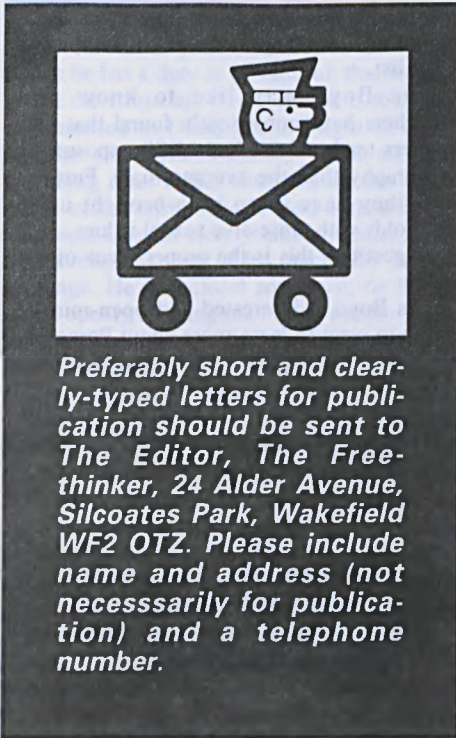 Preferably short and clear-
ly-typed letters for publi-
cation should be sent to
The Editor, The Free-
thinker, 24 Alder Avenue,
Silcoates Park, Wakefield
WF2 OTZ. Please include
name and address (not
necesssarily for publica-
tion) and a telephone
number.